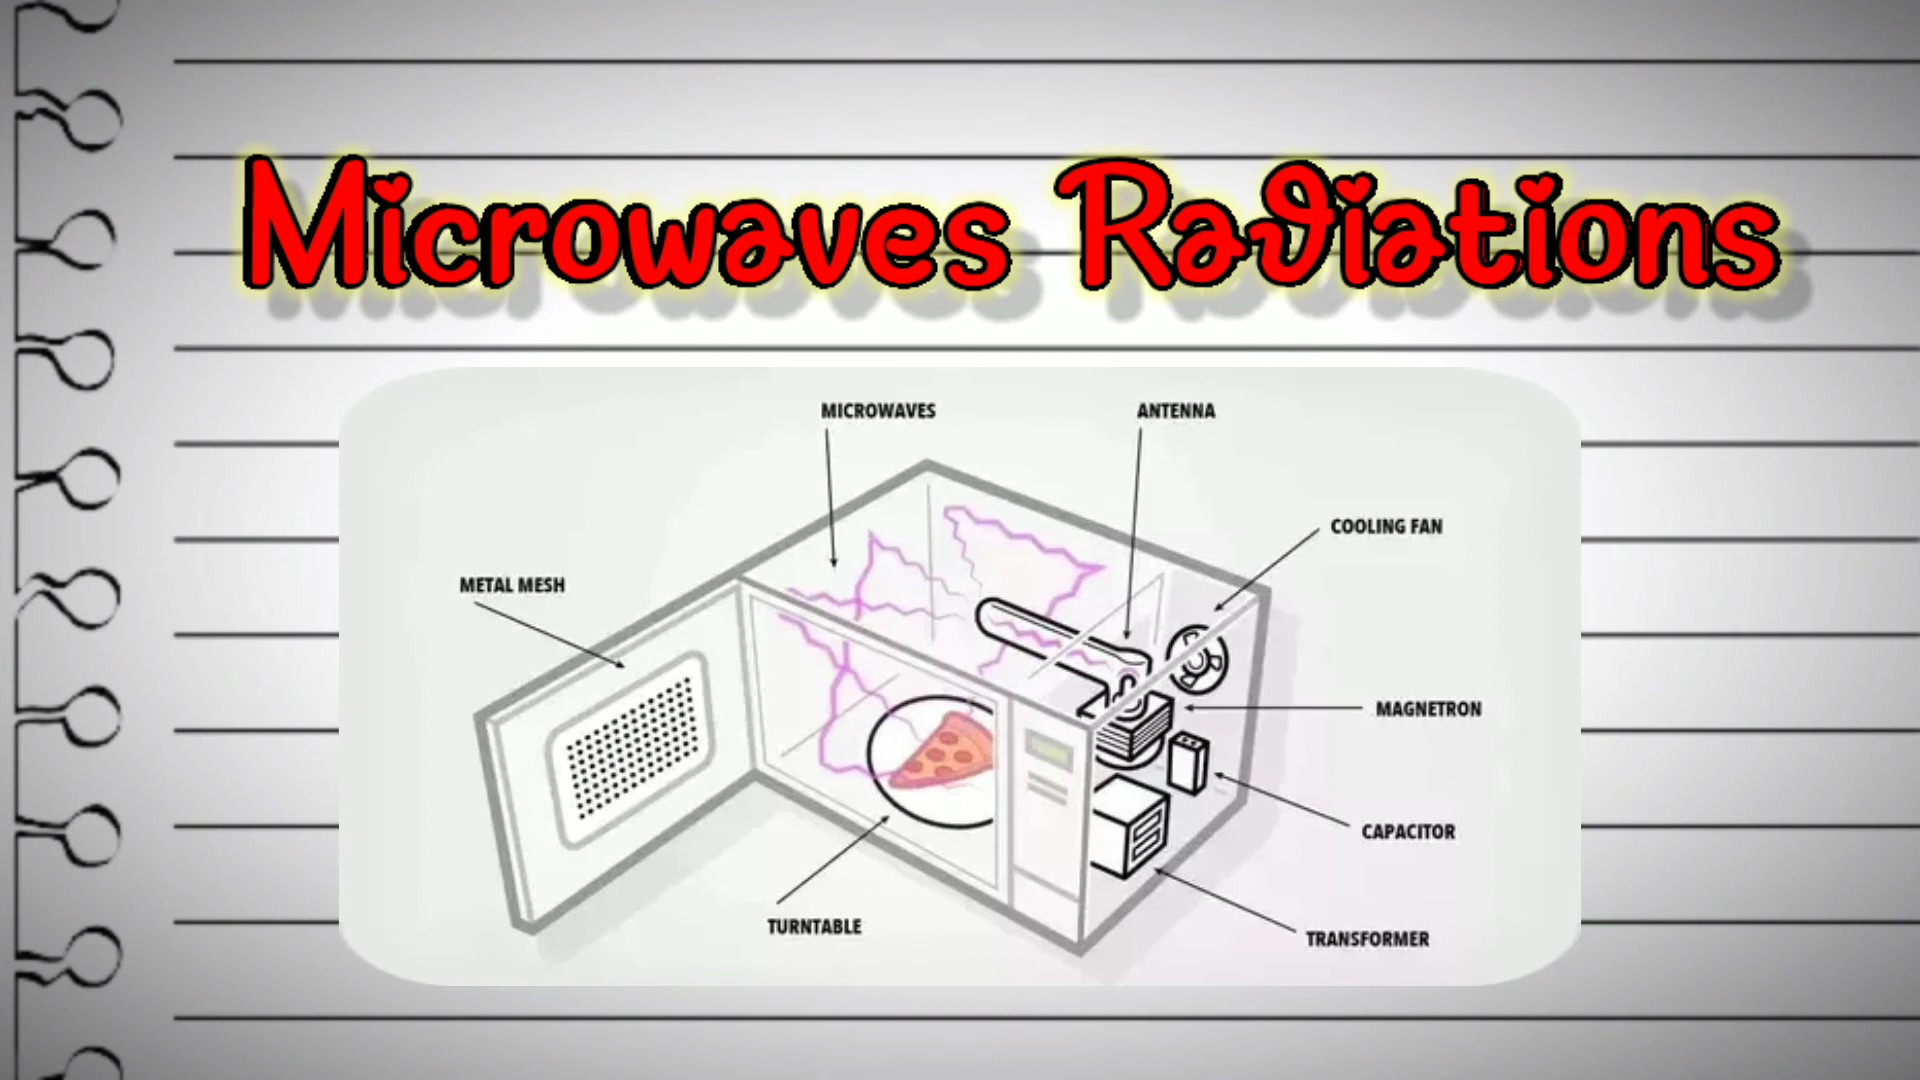 Microwaves Radiations
MICROWAVES
ANTENNA
COOLING FAN
METAL MESH
MAGNETRON
CAPACITOR
TURNTABLE
TRANSFORMER